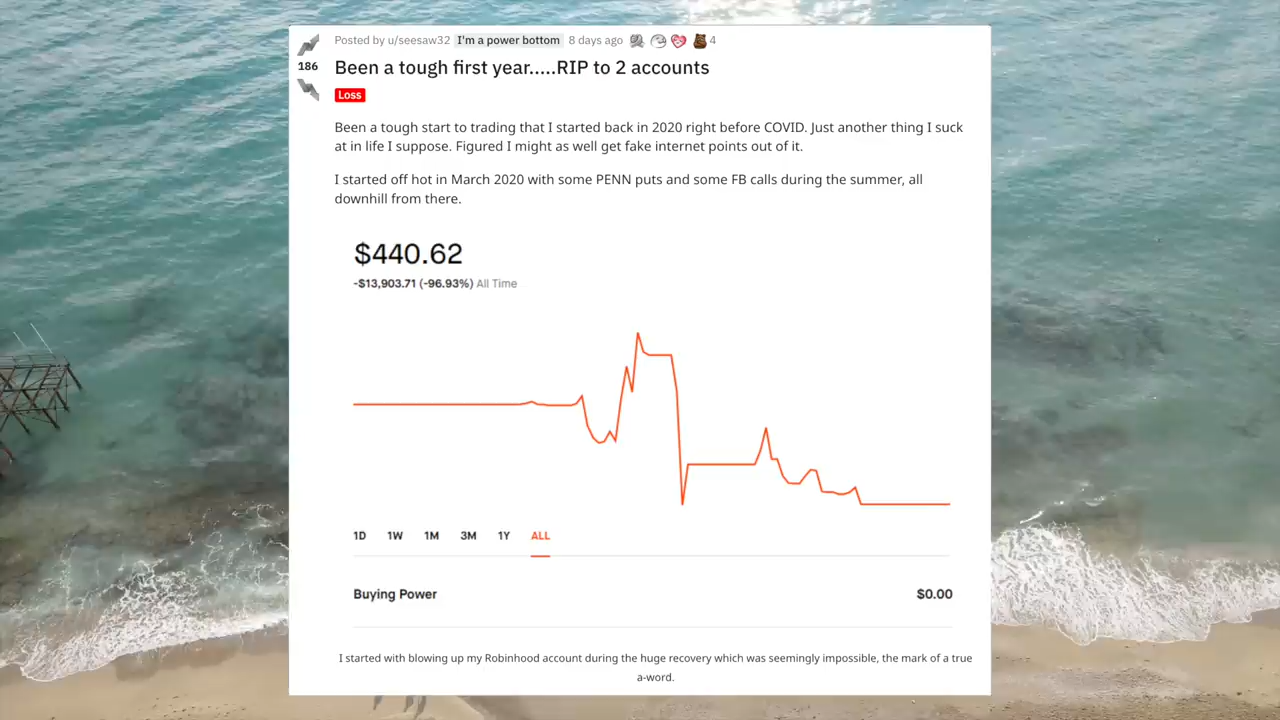 Posted by u/seesaw32 I'm a power bottom 8 days ago 4
186
Been a tough first year.....RIP to 2 accounts
Loss
Been a tough start to trading that I started back in 2020 right before COVID. Just another thing I suck
at in life I suppose. Figured I might as well get fake internet points out of it.
I started off hot in March 2020 with some PENN puts and some FB calls during the summer, all
downhill from there.
$440.62
-$13,903.71 (-96.93%) All Time
1D 1W 1M 3M 1Y ALL
Buying Power $0.00
I started with blowing up my Robinhood account during the huge recovery which was seemingly impossible, the mark of a true
a-word.